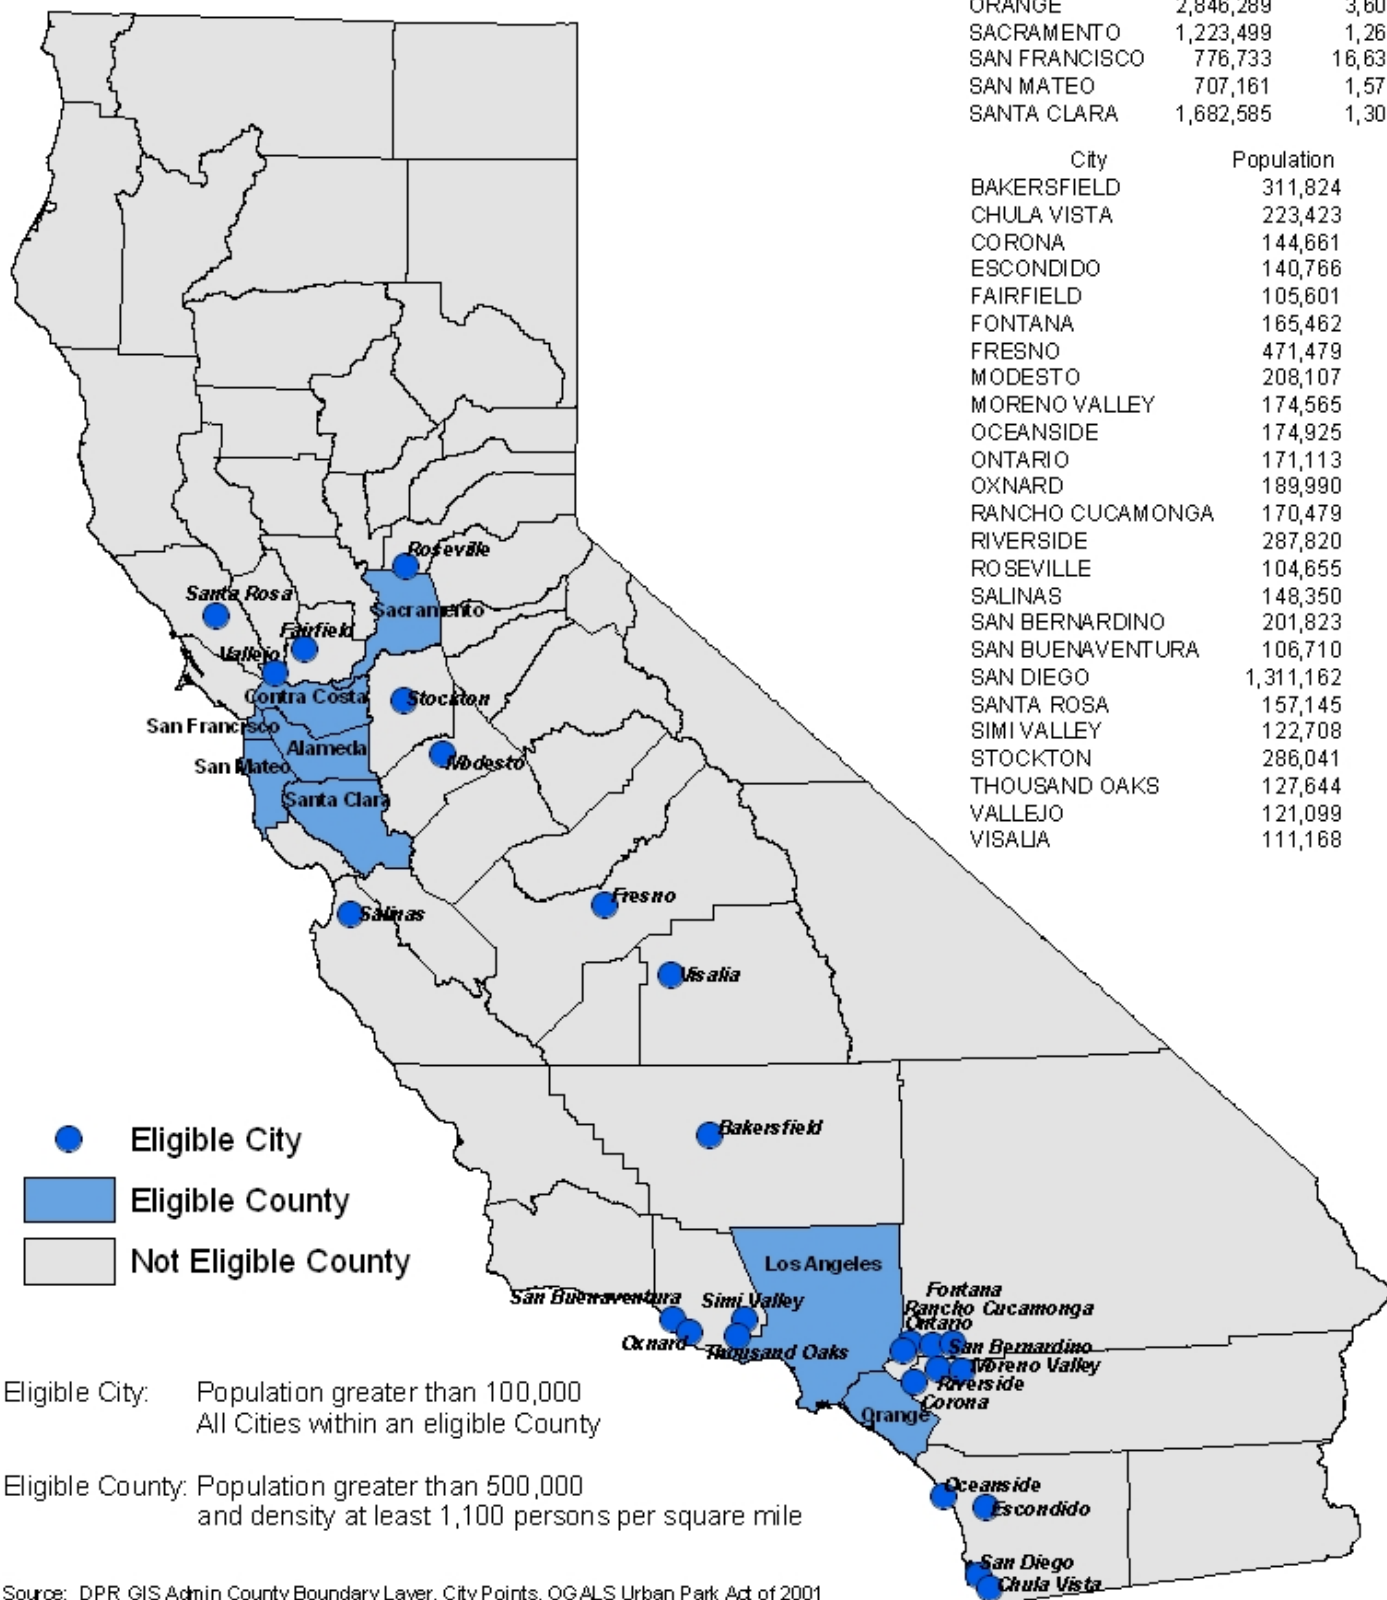 ORANGE 2,846,289 3,60
SACRAMENTO 1,223,499 1,26
SAN FRANCISCO 776,733 16,63
SAN MATEO 707,161 1,57
SANTA CLARA 1,682,585 1,30
City Population
BAKERSFIELD 311,824
CHULA VISTA 223,423
CORONA 144,661
ESCONDIDO 140,766
FAIRFIELD 105,601
FONTANA 165,462
FRESNO 471,479
MODESTO 208,107
MORENO VALLEY 174,565
OCEANSIDE 174,925
ONTARIO 171,113
OXNARD 189,990
RANCHO CUCAMONGA 170,479
RIVERSIDE 287,820
ROSEVILLE 104,655
SALINAS 148,350
SAN BERNARDINO 201,823
SAN BUENAVENTURA 106,710
SAN DIEGO 1,311,162
SANTA ROSA 157,145
SIMI VALLEY 122,708
STOCKTON 286,041
THOUSAND OAKS 127,644
VALLEJO 121,099
VISALIA 111,168
Roseville
Santa Rosa
Sacramento
Fairfield
Vallejo
Contra Costa
Stockton
San Francisco
Alameda
Modesto
San Mateo
Santa Clara
Fresno
Salinas
Visalia
Bakersfield
Eligible City
Eligible County
Not Eligible County
Los Angeles
San Buenaventura
Simi Valley
Oxnard
Thousand Oaks
Fontana
Rancho Cucamonga
Ontario
San Bernardino
Moreno Valley
Riverside
Corona
Orange
Oceanside
Escondido
San Diego
Chula Vista
Eligible City: Population greater than 100,000
All Cities within an eligible County
Eligible County: Population greater than 500,000
and density at least 1,100 persons per square mile
Source: DPR GIS Admin County Boundary Layer, City Points, OGALS Urban Park Act of 2001